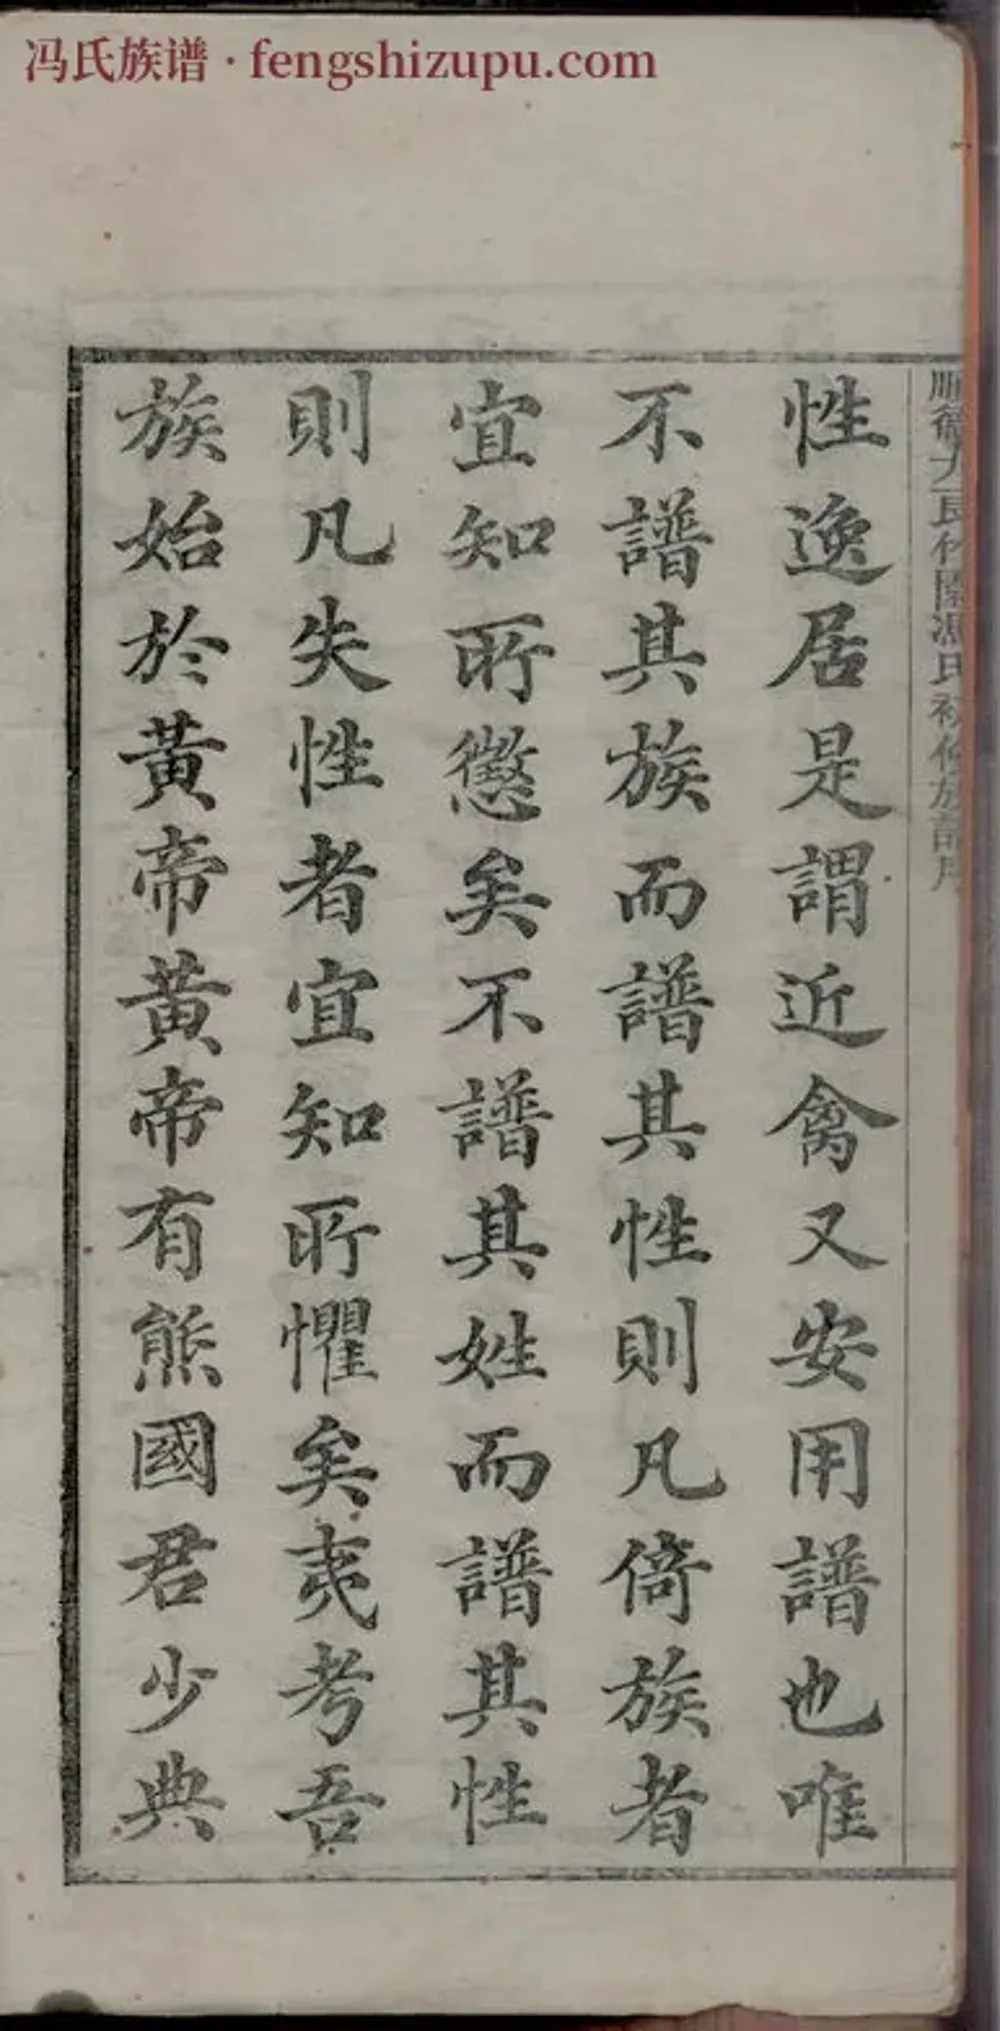 冯氏族谱 · fengshizupu.com
性逸居是謂近禽又安用譜也唯
不譜其族而譜其性則凡倚族者
宜知所懲矣不譜其姓而譜其性
則凡失性者宜知所懼矣夷考吾
族始於黃帝黃帝有熊國君少典